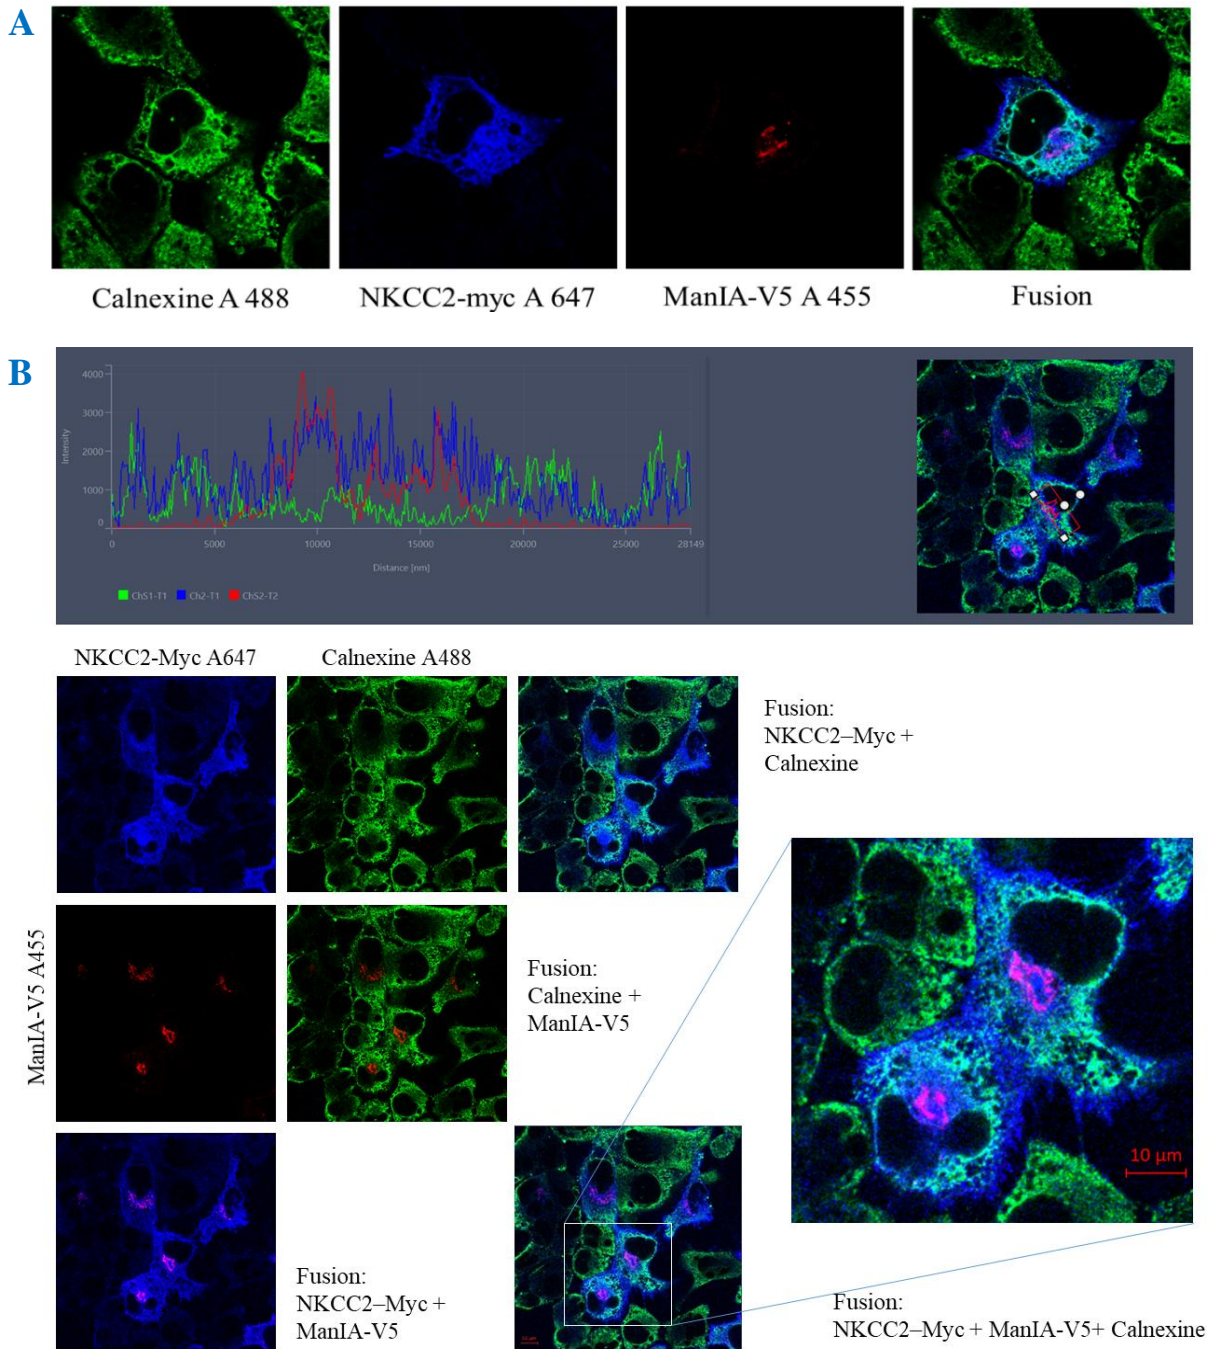 A
Calnexine A 488
NKCC2-myc A 647
ManIA-V5 A 455
Fusion
B
4000
3000
2000
1000
0
Intensity
0
5000
10000
15000
20000
25000
28149
Distance [nm]
ChS1-T1
Ch2-T1
ChS2-T2
NKCC2-Myc A647
Calnexine A488
Fusion:
NKCC2–Myc +
Calnexine
ManIA-V5 A455
Fusion:
Calnexine +
ManIA-V5
10 µm
Fusion:
NKCC2–Myc +
ManIA-V5
Fusion:
NKCC2–Myc + ManIA-V5+ Calnexine